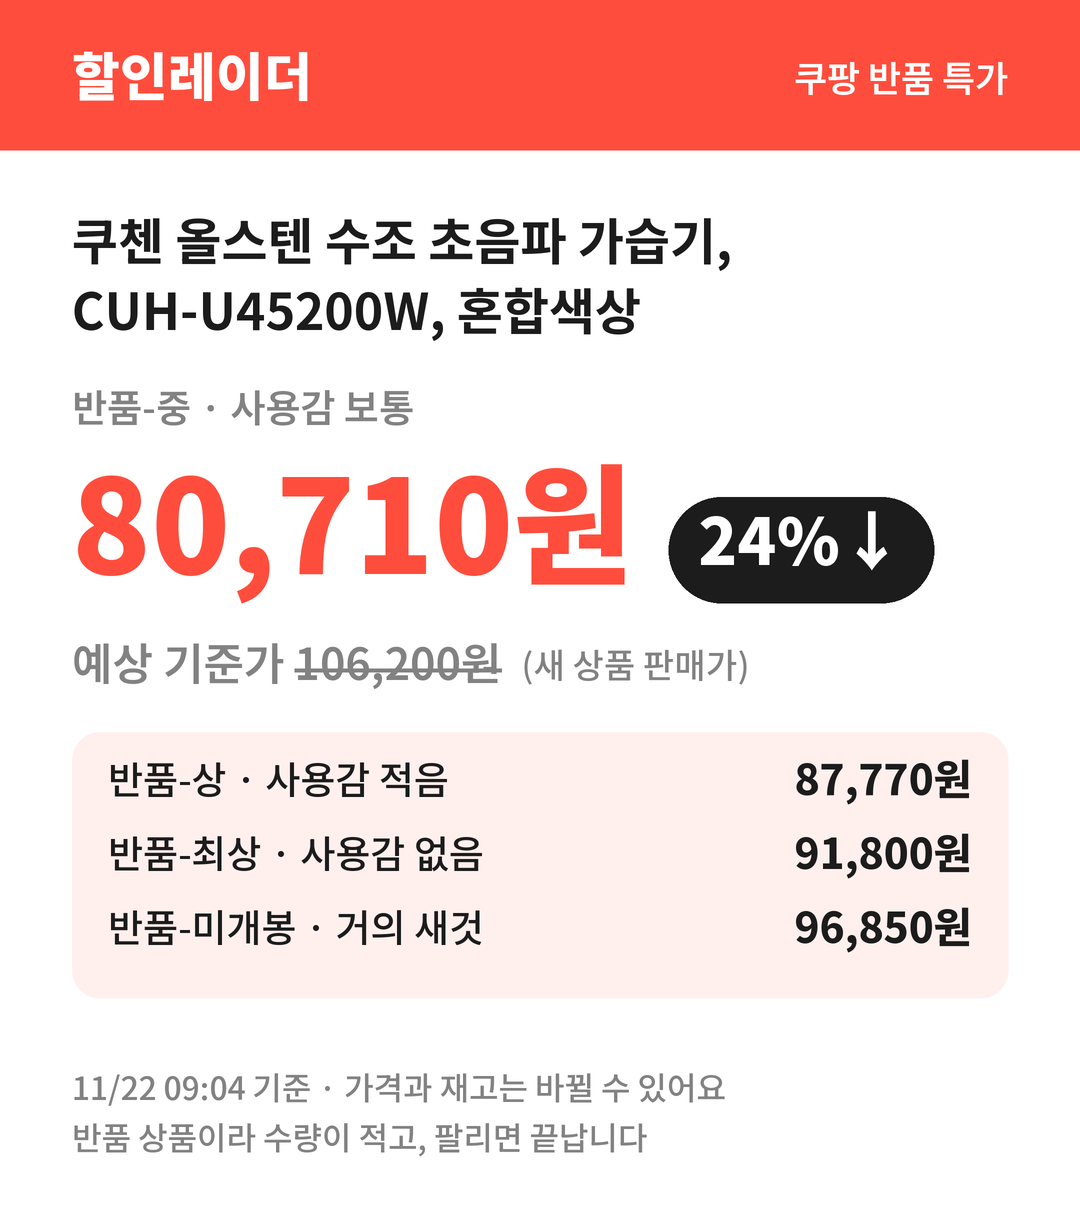 할인레이더
쿠팡 반품 특가
쿠첸 올스텐 수조 초음파 가습기,
CUH-U45200W, 혼합색상
반품-중 · 사용감 보통
80,710원 24%↓
예상 기준가 106,200원 (새 상품 판매가)
반품-상 · 사용감 적음 87,770원
반품-최상 · 사용감 없음 91,800원
반품-미개봉 · 거의 새것 96,850원
11/22 09:04 기준 · 가격과 재고는 바뀔 수 있어요
반품 상품이라 수량이 적고, 팔리면 끝납니다